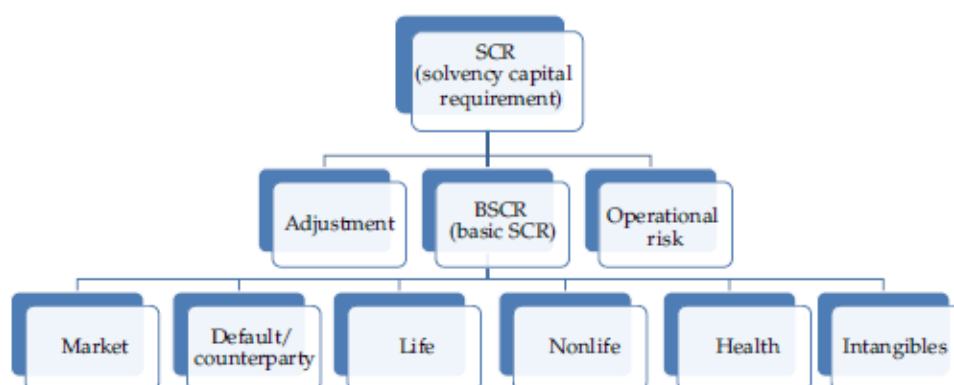 SCR
(solvency capital
requirement)
Adjustment
BSCR
(basic SCR)
Operational
risk
Market
Default/
counterparty
Life
Nonlife
Health
Intangibles